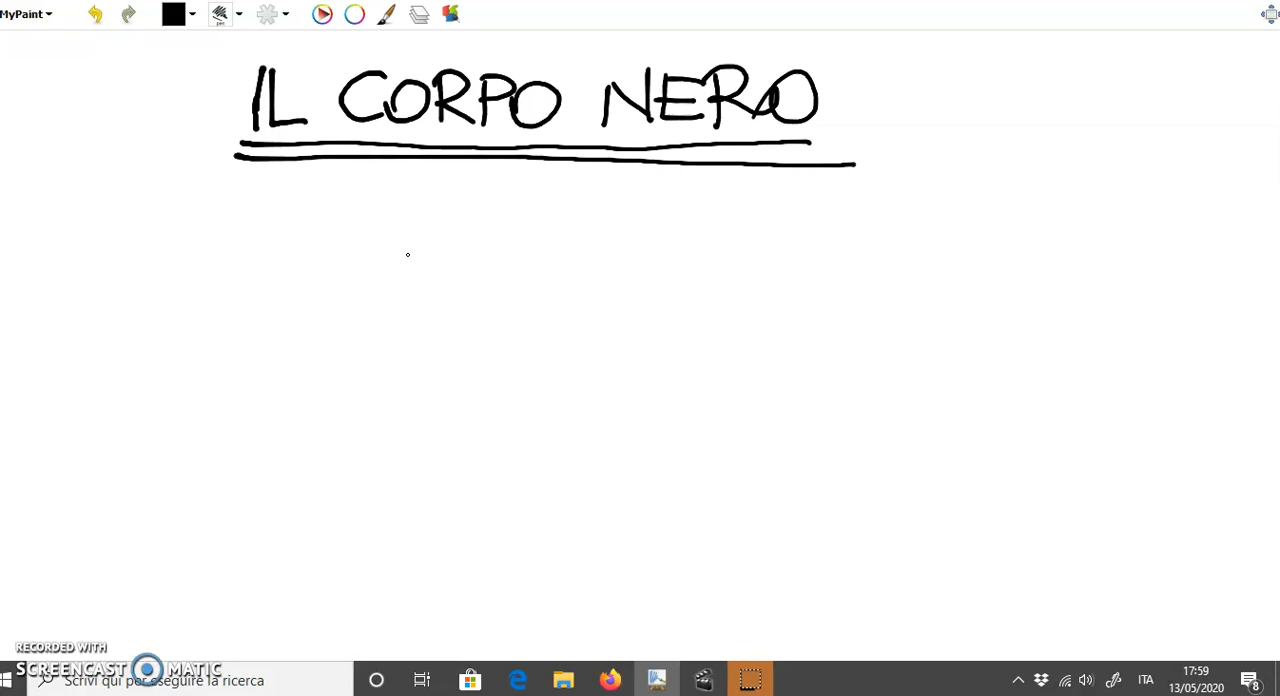 MyPaint
IL CORPO NERO
RECORDED WITH
SCREENCAST MATIC
Scrivi qui per eseguire la ricerca
ITA
17:59
13/05/2020
8